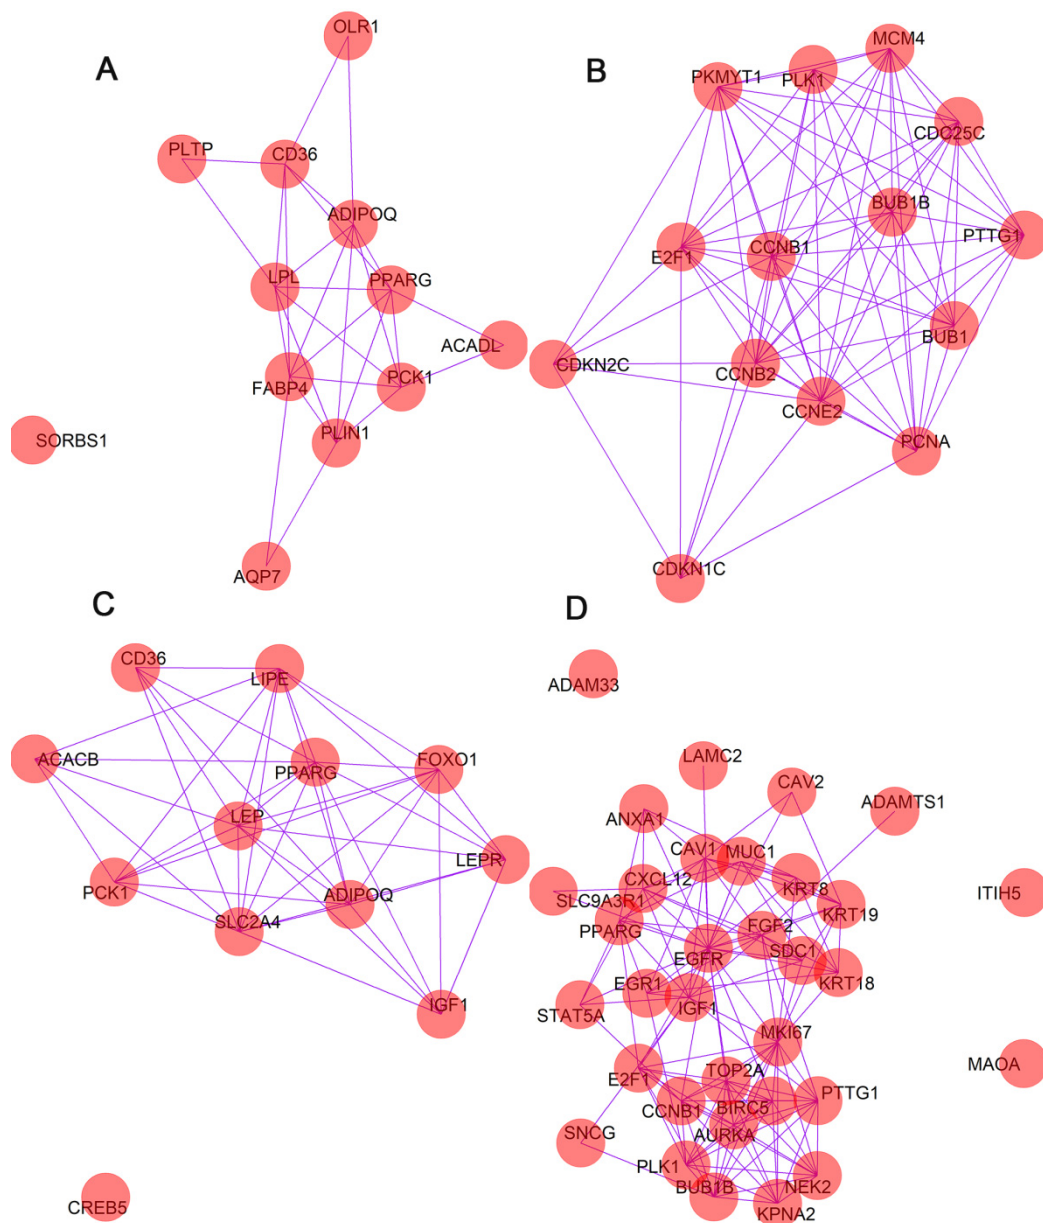 A
OLR1
PLTP
CD36
ADIPOQ
LPL
PPARG
ACADL
FABP4
PCK1
PLIN1
SORBS1
AQP7
B
MCM4
PKMYT1
PLK1
CDC25C
BUB1B
PTTG1
E2F1
CCNB1
BUB1
CDKN2C
CCNB2
CCNE2
PCNA
CDKN1C
C
CD36
LIPE
ACACB
PPARG
FOXO1
LEP
LEPR
PCK1
ADIPOQ
SLC2A4
IGF1
CREB5
D
ADAM33
LAMC2
CAV2
ADAMTS1
ANXA1
CAV1
MUC1
CXCL12
KRT8
ITIH5
SLC9A3R1
KRT19
PPARG
FGF2
SDC1
EGFR
EGR1
KRT18
STAT5A
IGF1
MKI67
MAOA
E2F1
TOP2A
PTTG1
CCNB1
BIRC5
AURKA
SNCG
PLK1
BUB1B
NEK2
KPNA2